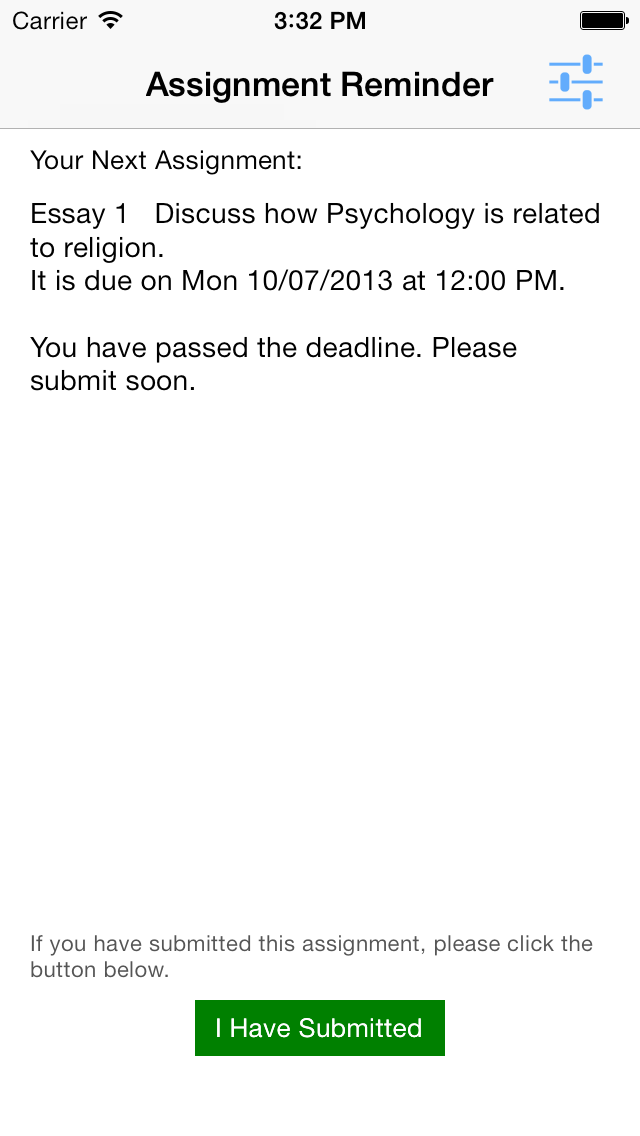 Carrier 3:32 PM
Assignment Reminder
Your Next Assignment:
Essay 1 Discuss how Psychology is related
to religion.
It is due on Mon 10/07/2013 at 12:00 PM.
You have passed the deadline. Please
submit soon.
If you have submitted this assignment, please click the
button below.
I Have Submitted